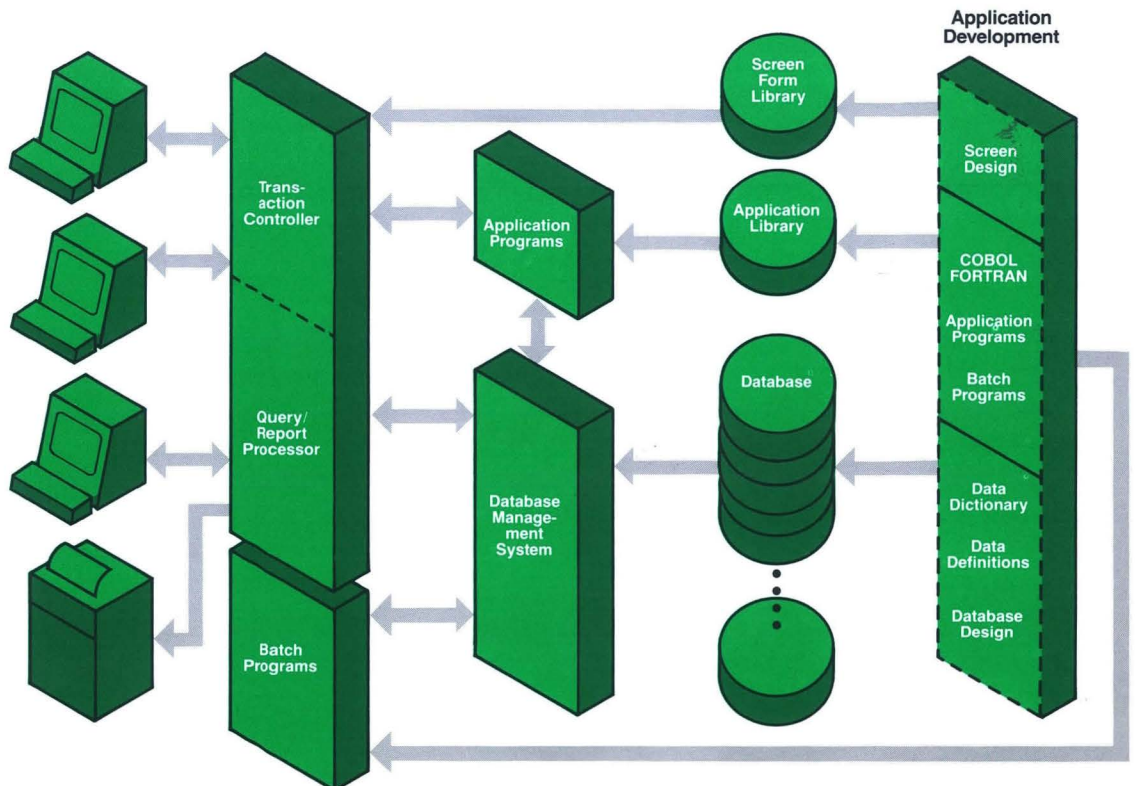 Application
Development
Screen
Form
Library
Screen
Design
Trans-
action
Controller
Application
Programs
Application
Library
COBOL
FORTRAN
Application
Programs
Batch
Programs
Query/
Report
Processor
Database
Manage-
ment
System
Database
Data
Dictionary
Data
Definitions
Database
Design
Batch
Programs